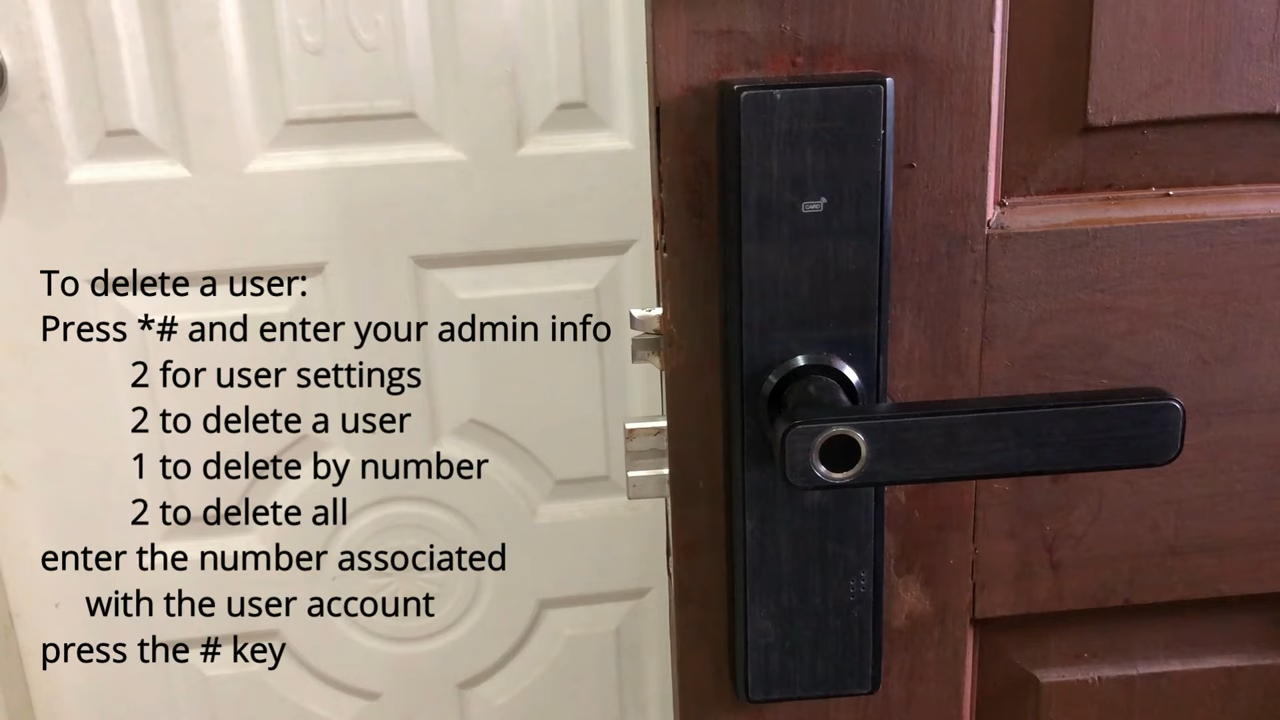 To delete a user:
Press *# and enter your admin info
2 for user settings
2 to delete a user
1 to delete by number
2 to delete all
enter the number associated
with the user account
press the # key
CARD